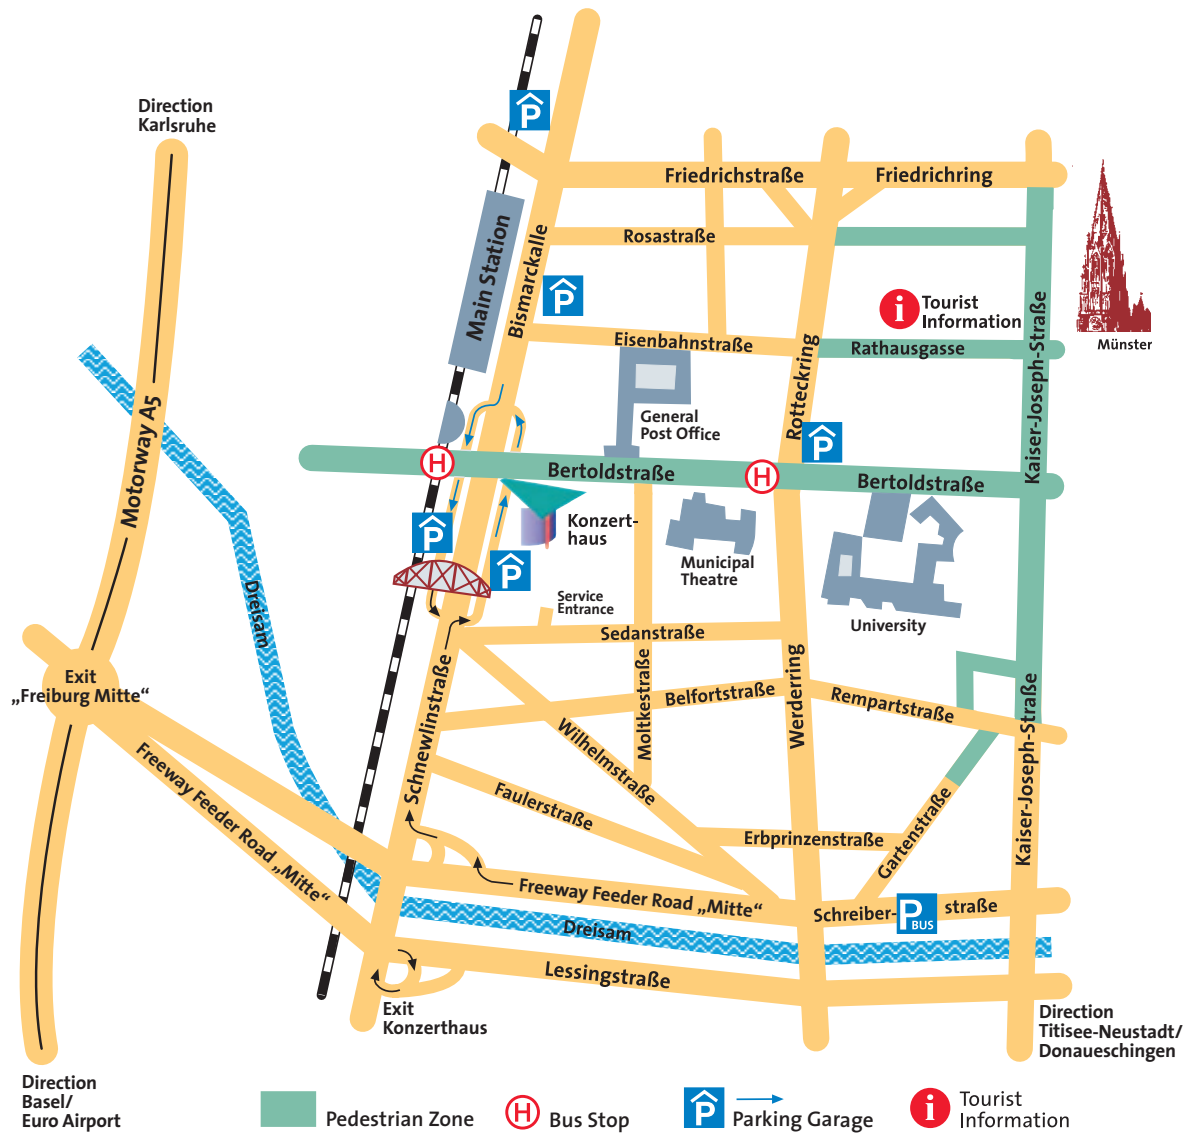 P
Direction
Karlsruhe
Friedrichstraße
Friedrichring
Main Station
Bismarckalle
Rosastraße
P
i
Tourist
Information
Kaiser-Joseph-Straße
Münster
Eisenbahnstraße
Rotteckring
Rathausgasse
Motorway A5
General
Post Office
P
H
Bertoldstraße
H
Bertoldstraße
P
Konzert-
haus
P
Municipal
Theatre
University
Dreisam
Service
Entrance
Sedanstraße
Exit
„Freiburg Mitte“
Schnewlinstraße
Moltkestraße
Belfortstraße
Werderring
Rempartstraße
Kaiser-Joseph-Straße
Freeway Feeder Road „Mitte“
Wilhelmstraße
Faulerstraße
Erbprinzenstraße
Gartenstraße
Freeway Feeder Road „Mitte“
Schreiber-
P
BUS
straße
Dreisam
Lessingstraße
Exit
Konzerthaus
Direction
Titisee-Neustadt/
Donaueschingen
Direction
Basel/
Euro Airport
Pedestrian Zone
H
Bus Stop
P
Parking Garage
i
Tourist
Information